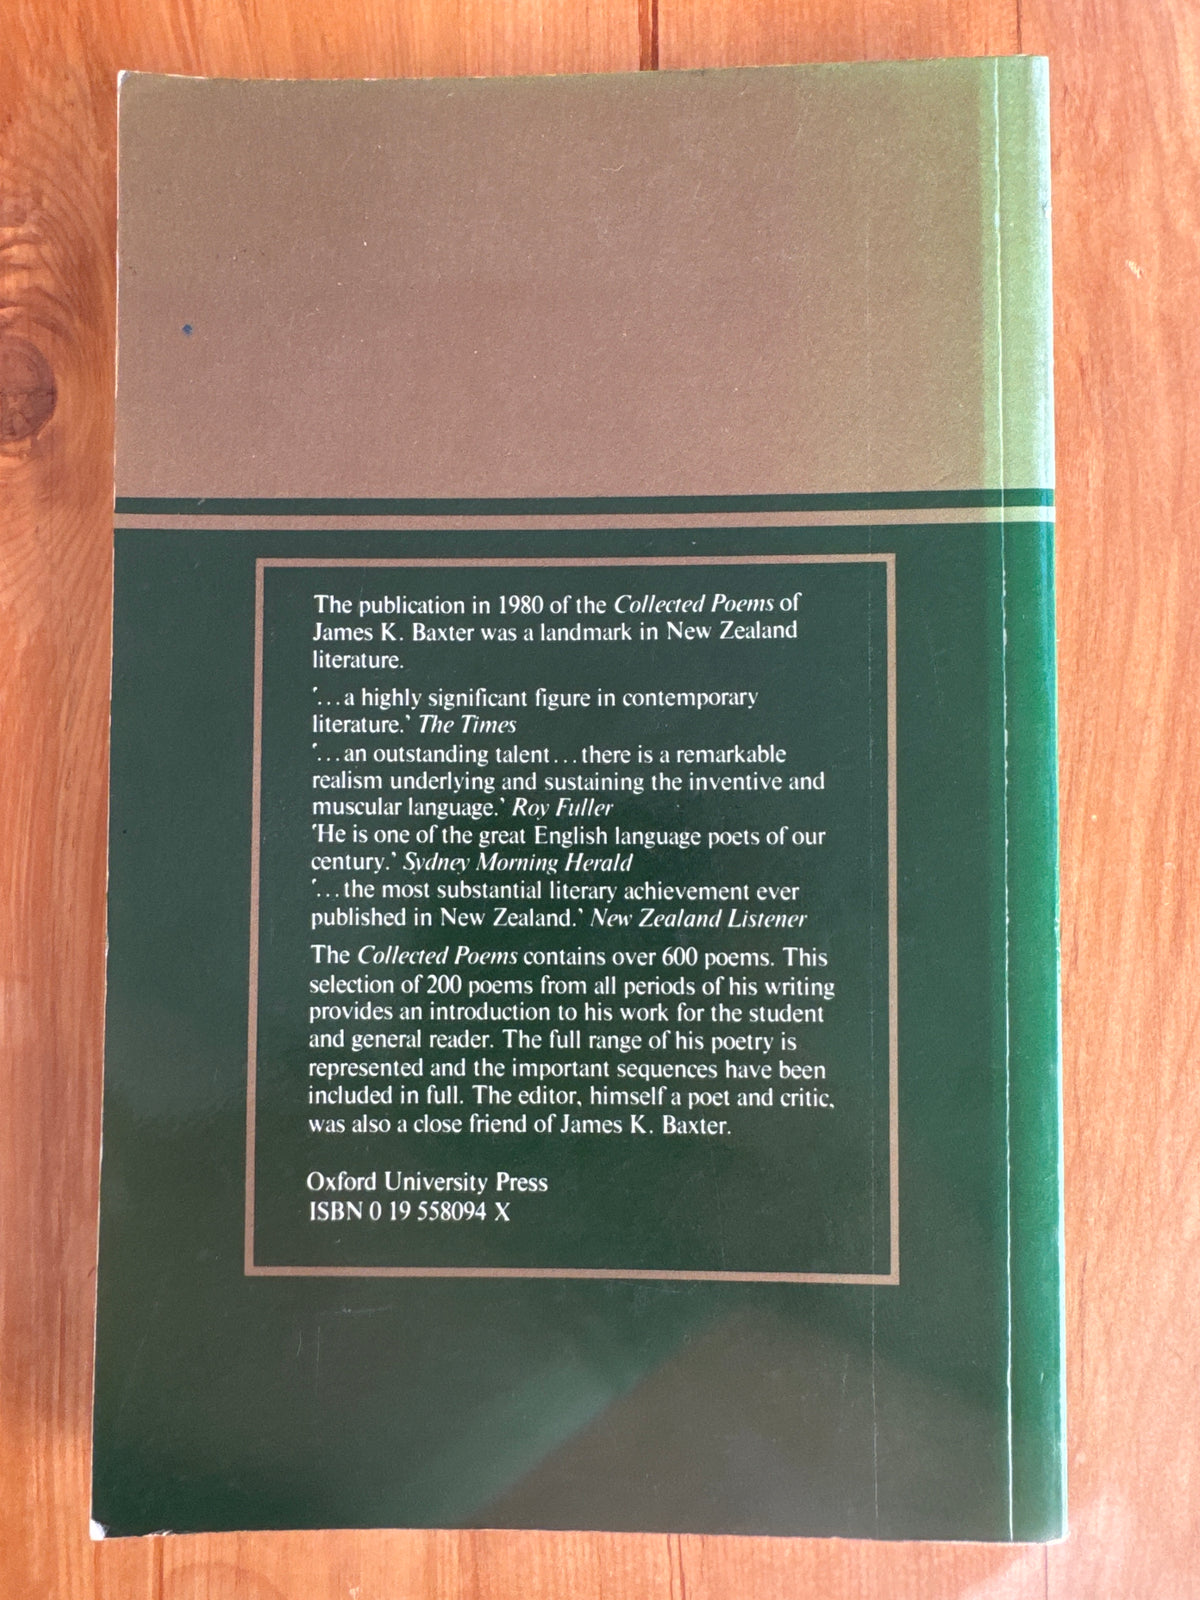 The publication in 1980 of the Collected Poems of
James K. Baxter was a landmark in New Zealand
literature.
‘...a highly significant figure in contemporary
literature.’ The Times
‘...an outstanding talent...there is a remarkable
realism underlying and sustaining the inventive and
muscular language.’ Roy Fuller
‘He is one of the great English language poets of our
century.’ Sydney Morning Herald
‘...the most substantial literary achievement ever
published in New Zealand.’ New Zealand Listener
The Collected Poems contains over 600 poems. This
selection of 200 poems from all periods of his writing
provides an introduction to his work for the student
and general reader. The full range of his poetry is
represented and the important sequences have been
included in full. The editor, himself a poet and critic,
was also a close friend of James K. Baxter.
Oxford University Press
ISBN 0 19 558094 X